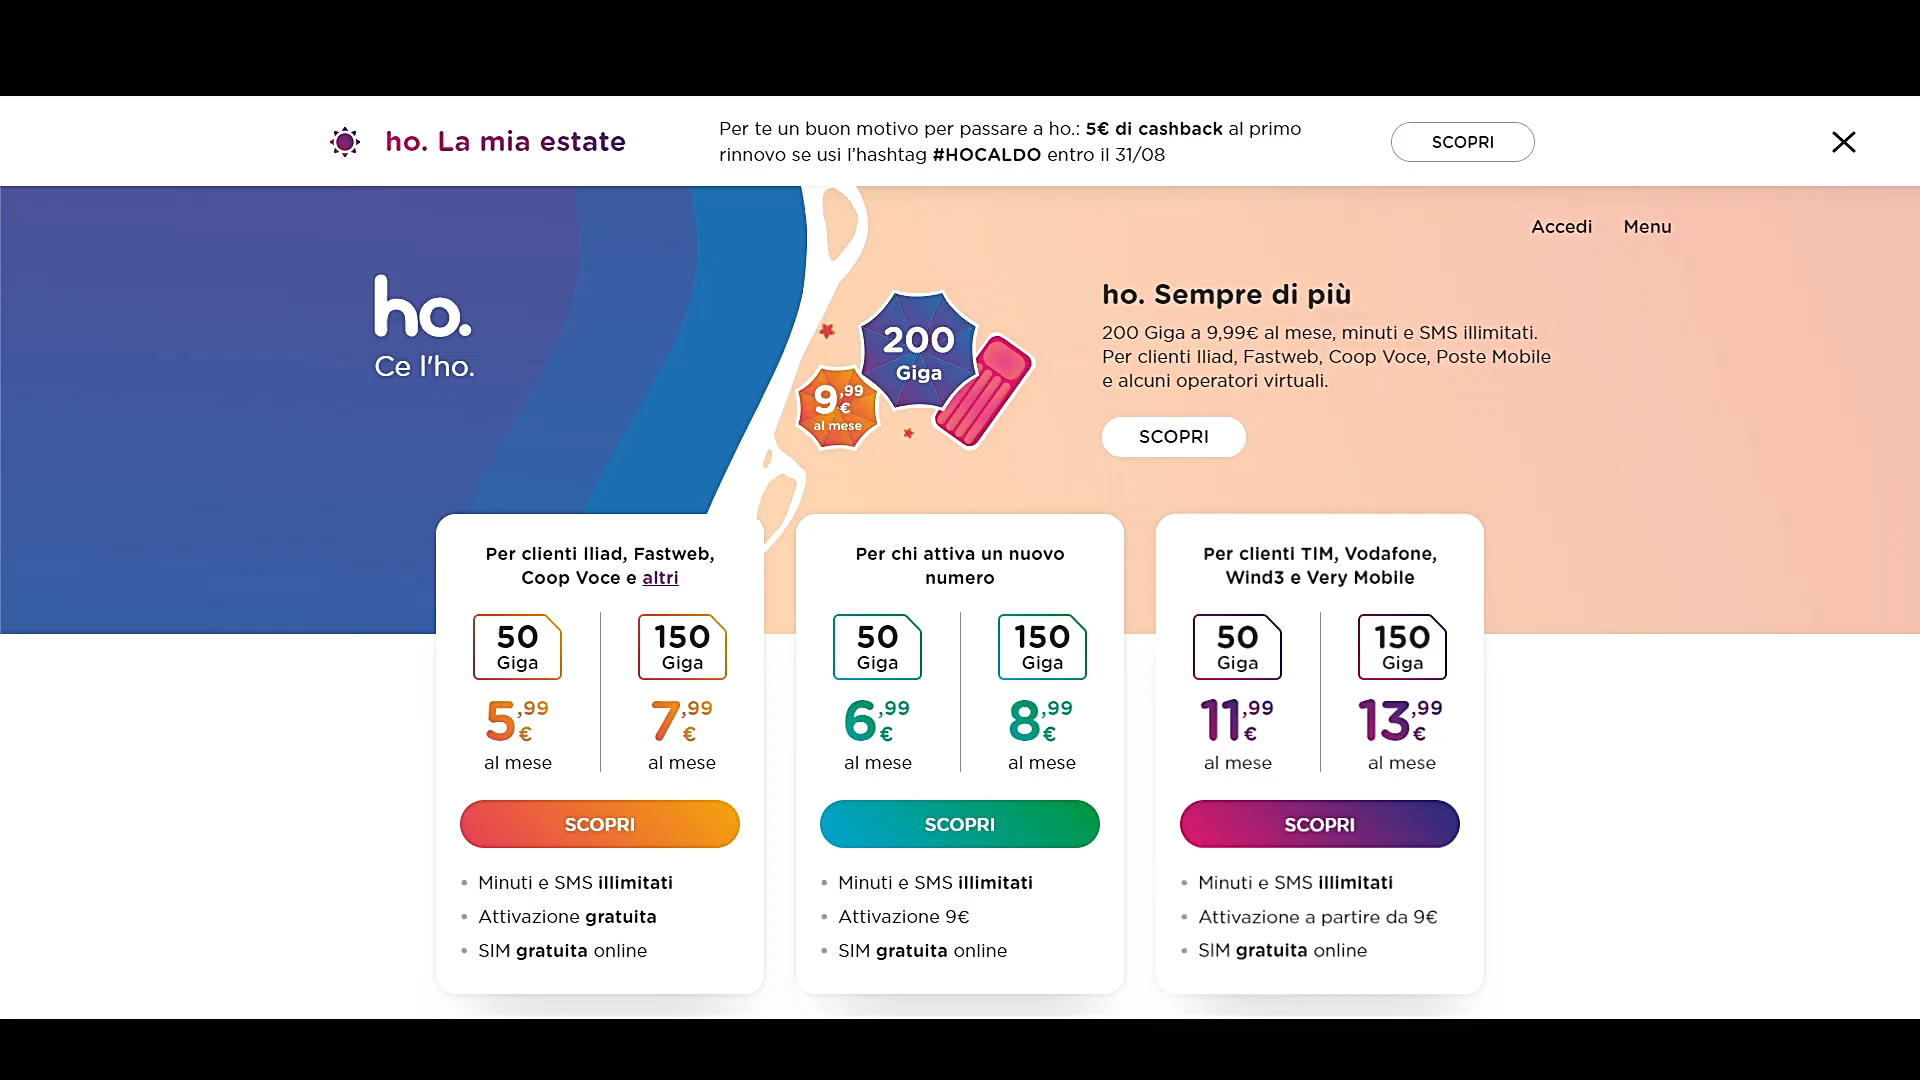 ho. La mia estate
Per te un buon motivo per passare a ho.: 5€ di cashback al primo
rinnovo se usi l’hashtag #HOCALDO entro il 31/08
SCOPRI
Accedi Menu
ho.
Ce l'ho.
200
Giga
9,99
€
al mese
ho. Sempre di più
200 Giga a 9,99€ al mese, minuti e SMS illimitati.
Per clienti Iliad, Fastweb, Coop Voce, Poste Mobile
e alcuni operatori virtuali.
SCOPRI
Per clienti Iliad, Fastweb,
Coop Voce e altri
50
Giga
5,99
€
al mese
150
Giga
7,99
€
al mese
SCOPRI
• Minuti e SMS illimitati
• Attivazione gratuita
• SIM gratuita online
Per chi attiva un nuovo
numero
50
Giga
6,99
€
al mese
150
Giga
8,99
€
al mese
SCOPRI
• Minuti e SMS illimitati
• Attivazione 9€
• SIM gratuita online
Per clienti TIM, Vodafone,
Wind3 e Very Mobile
50
Giga
11,99
€
al mese
150
Giga
13,99
€
al mese
SCOPRI
• Minuti e SMS illimitati
• Attivazione a partire da 9€
• SIM gratuita online